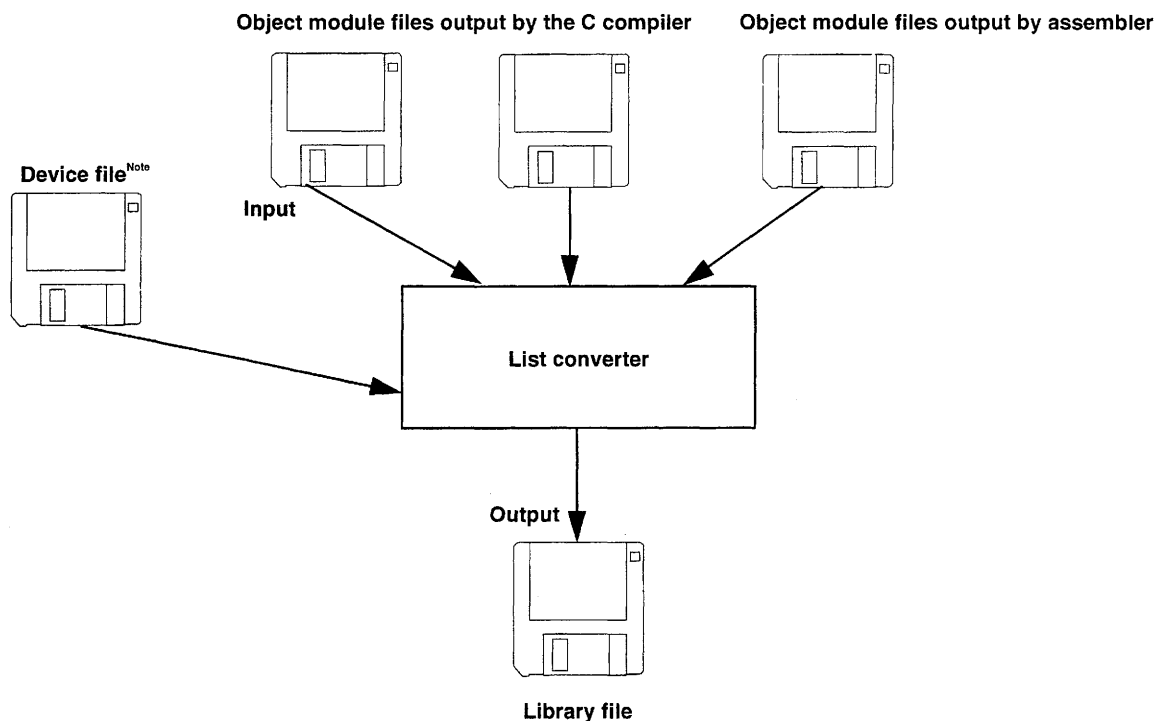 Object module files output by the C compiler
Object module files output by assembler
Device file Note
Input
List converter
Output
Library file